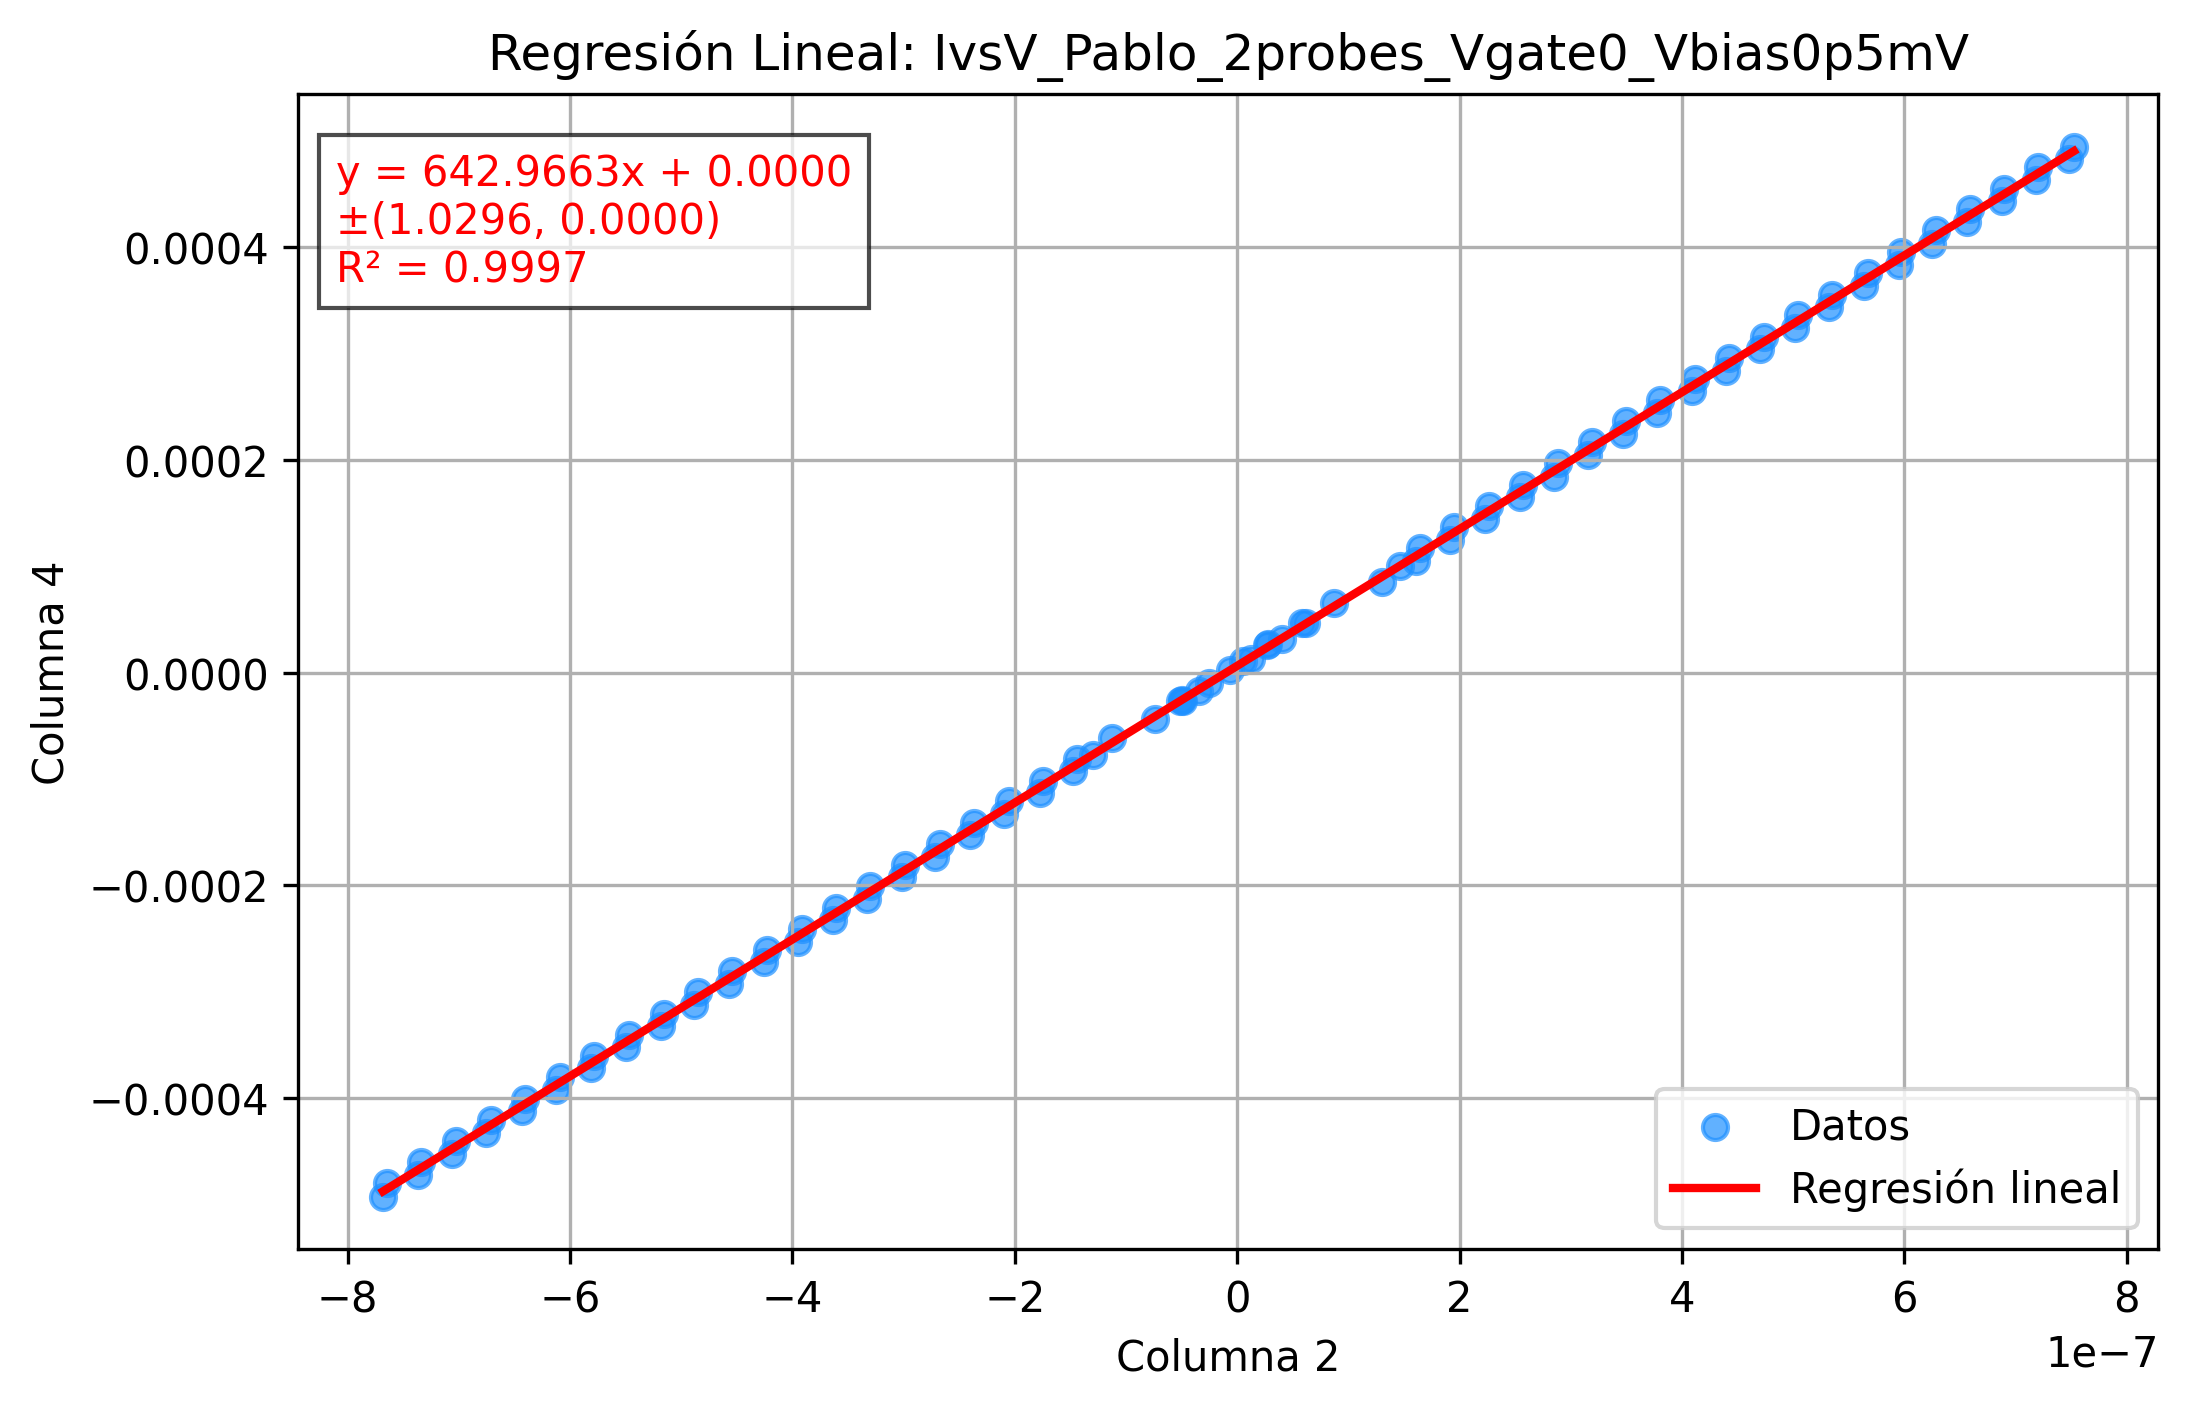 Regresión Lineal: IvsV_Pablo_2probes_Vgate0_Vbias0p5mV
y = 642.9663x + 0.0000
±(1.0296, 0.0000)
R² = 0.9997
0.0004
0.0002
0.0000
−0.0002
−0.0004
Columna 4
Datos
Regresión lineal
−8 −6 −4 −2 0 2 4 6 8
1e−7
Columna 2